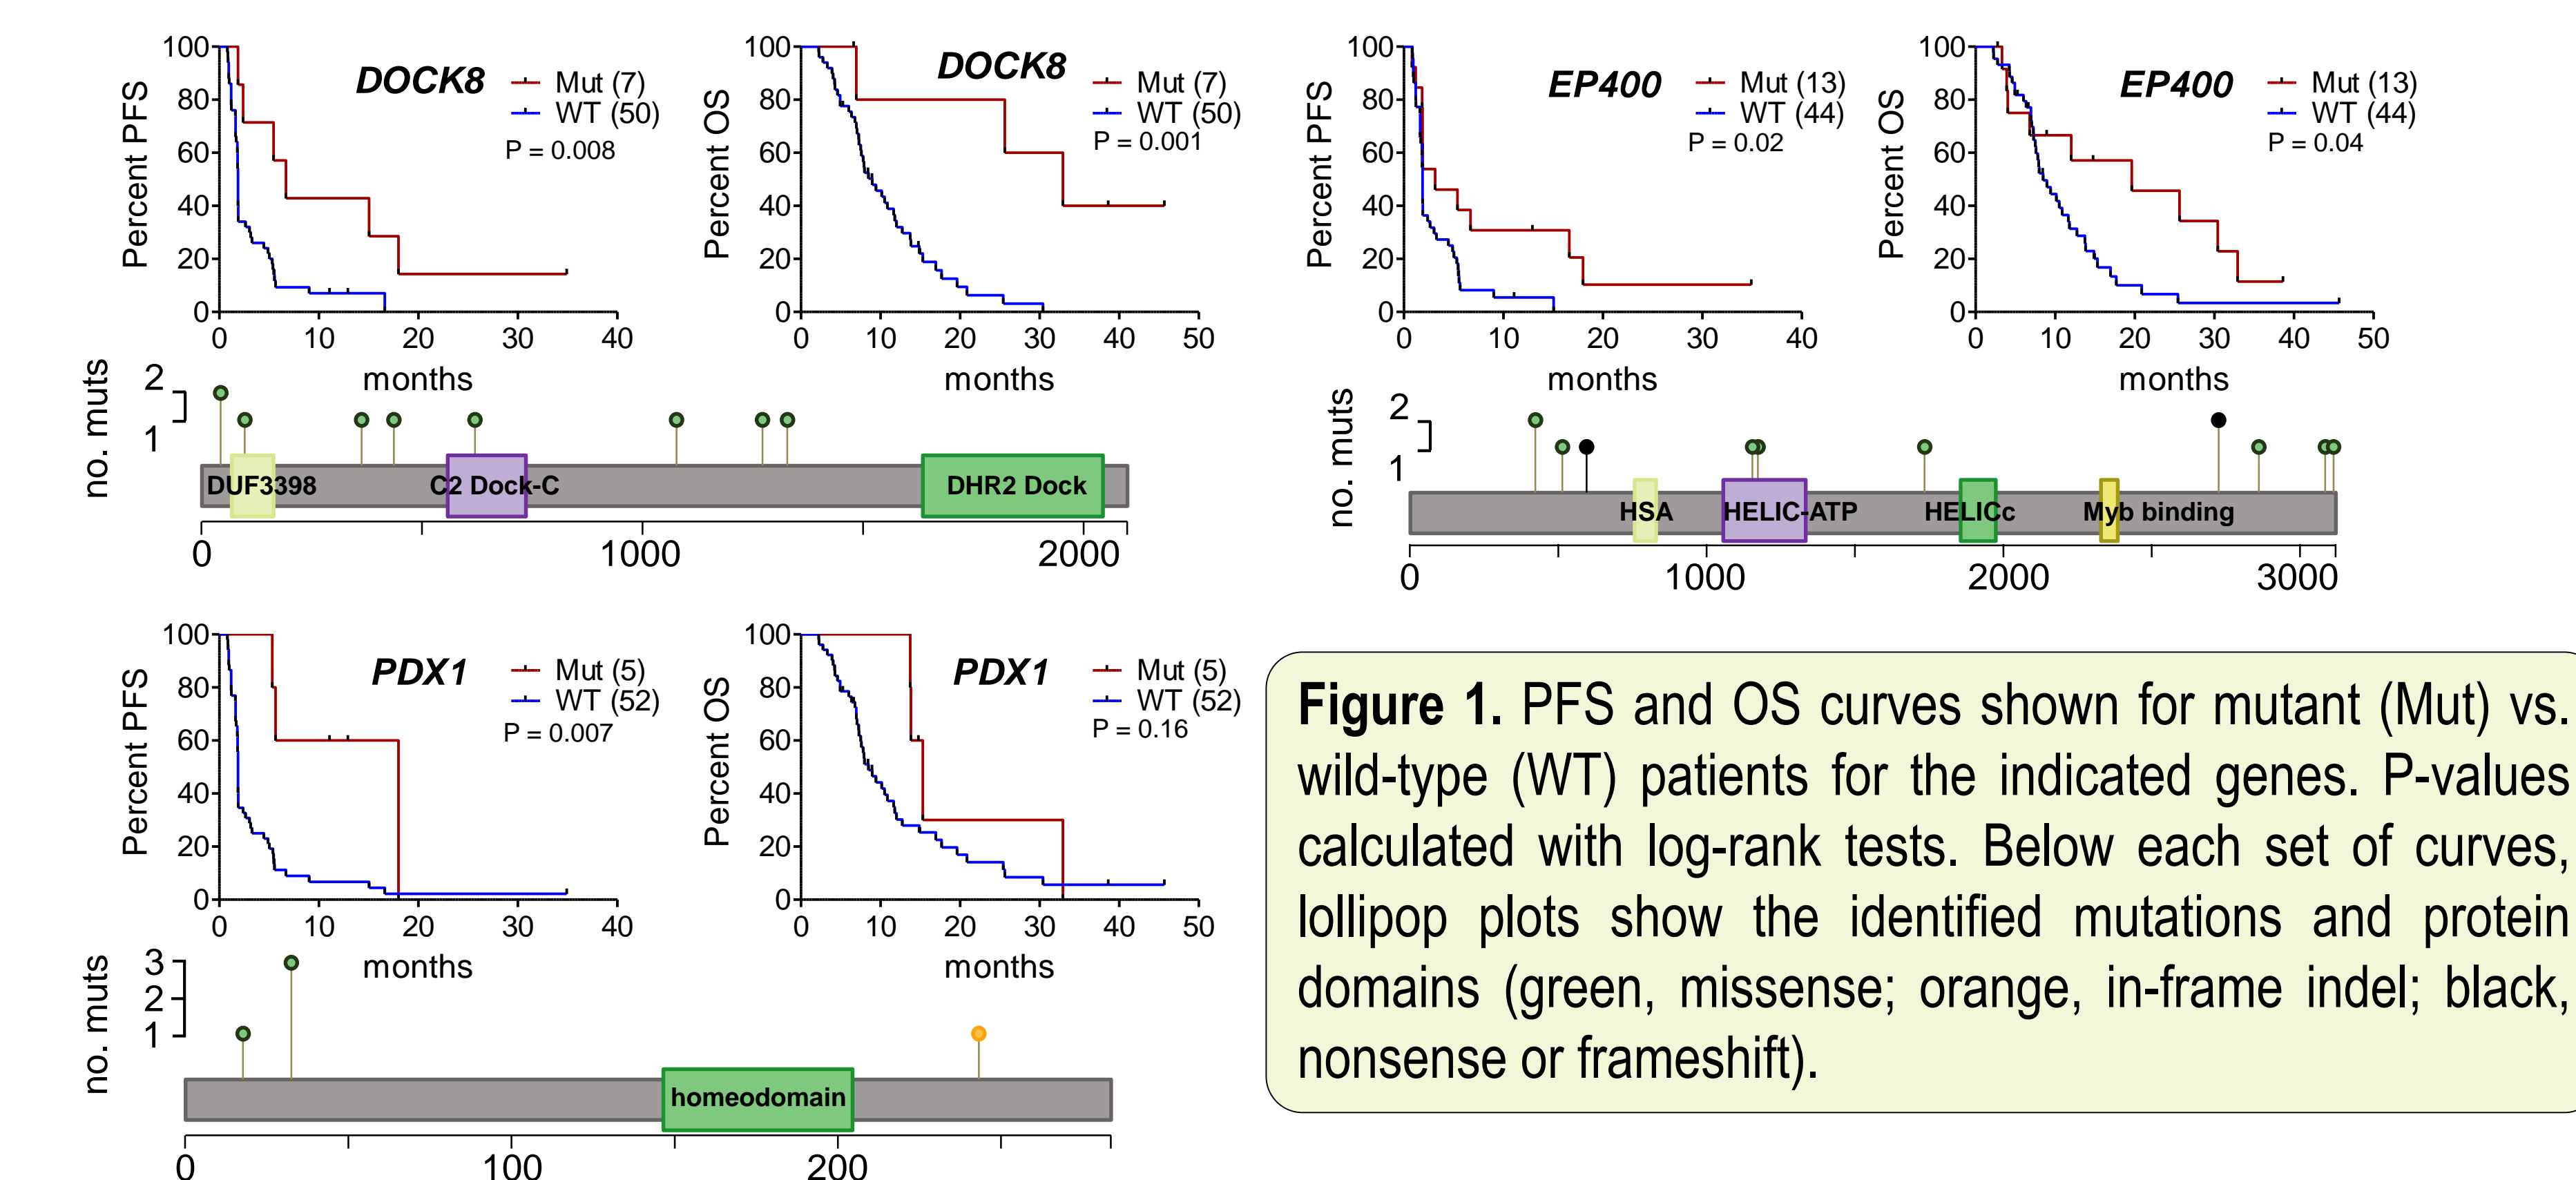 100
80
60
40
20
0
Percent PFS
DOCK8
Mut (7)
WT (50)
P = 0.008
0 10 20 30 40
months
100
80
60
40
20
0
Percent OS
DOCK8
Mut (7)
WT (50)
P = 0.001
0 10 20 30 40 50
months
no. muts
2
1
DUF3398 C2 Dock-C DHR2 Dock
0 1000 2000
100
80
60
40
20
0
Percent PFS
EP400
Mut (13)
WT (44)
P = 0.02
0 10 20 30 40
months
100
80
60
40
20
0
Percent OS
EP400
Mut (13)
WT (44)
P = 0.04
0 10 20 30 40 50
months
no. muts
2
1
HSA HELIC-ATP HELICc Myb binding
0 1000 2000 3000
100
80
60
40
20
0
Percent PFS
PDX1
Mut (5)
WT (52)
P = 0.007
0 10 20 30 40
months
100
80
60
40
20
0
Percent OS
PDX1
Mut (5)
WT (52)
P = 0.16
0 10 20 30 40 50
months
no. muts
3
2
1
homeodomain
0 100 200
Figure 1. PFS and OS curves shown for mutant (Mut) vs.
wild-type (WT) patients for the indicated genes. P-values
calculated with log-rank tests. Below each set of curves,
lollipop plots show the identified mutations and protein
domains (green, missense; orange, in-frame indel; black,
nonsense or frameshift).